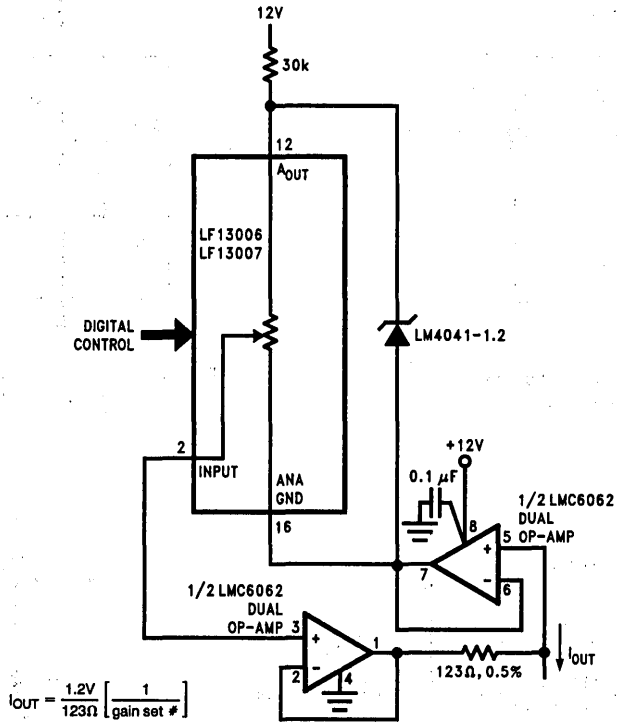 12V
30k
12
AOUT
LF13006
LF13007
DIGITAL
CONTROL
LM4041-1.2
2
INPUT
ANA
GND
16
+12V
0.1 µF
8
1/2 LMC6062
DUAL
OP-AMP
5
+
7
-
6
1/2 LMC6062
DUAL
OP-AMP
3
+
1
2
-
4
123Ω, 0.5%
IOUT
IOUT = 1.2V/123Ω [1/gain set #]